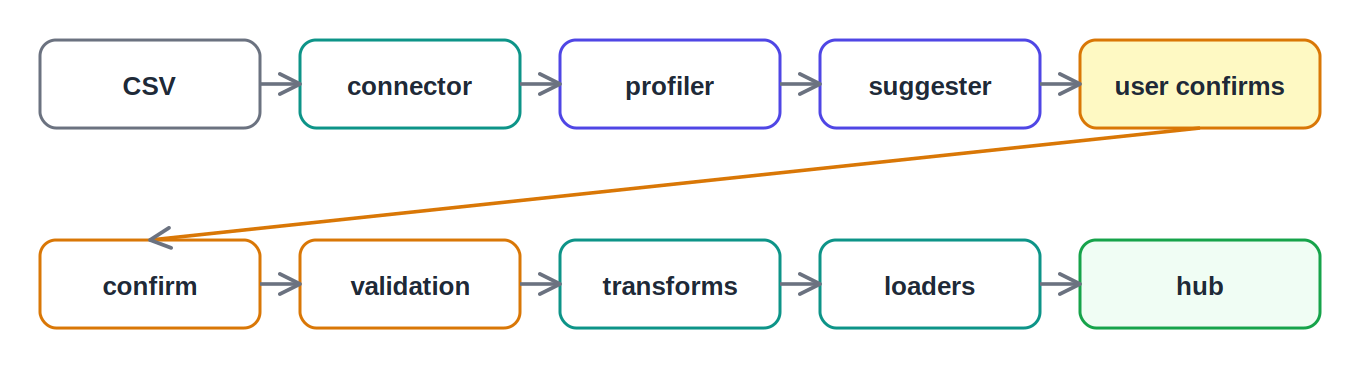 CSV
connector
profiler
suggester
user confirms
confirm
validation
transforms
loaders
hub